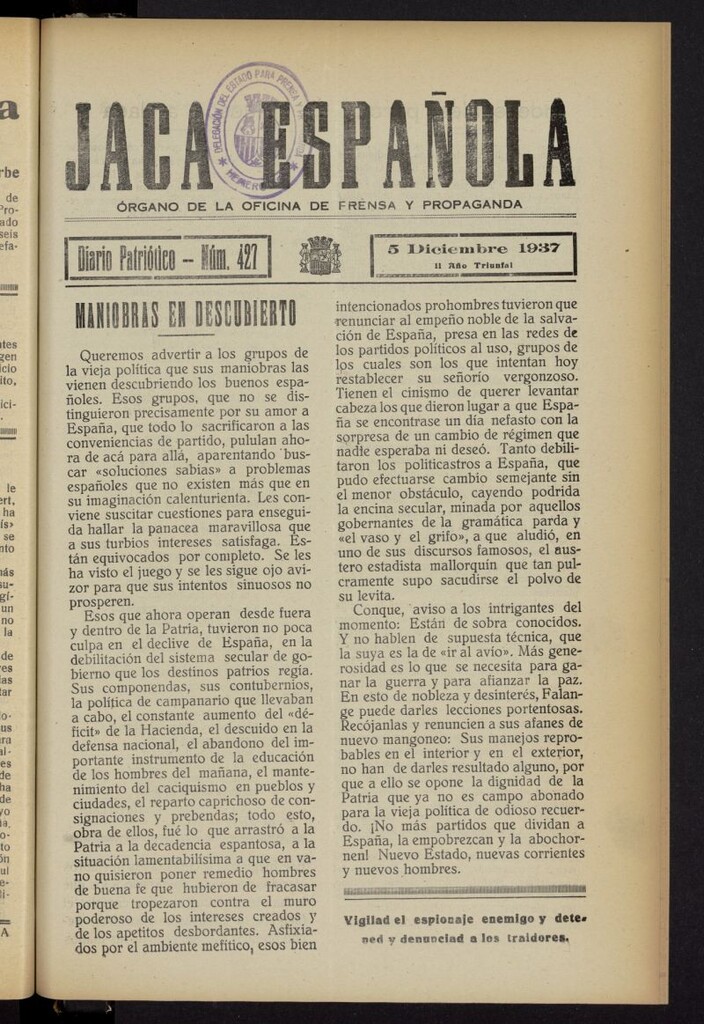 JACA ESPAÑOLA
DELEGACIÓN DEL ESTADO PARA PRENSA
ÓRGANO DE LA OFICINA DE PRENSA Y PROPAGANDA
Diario Patriótico — Núm. 427
5 Diciembre 1937
II Año Triunfal
MANIOBRAS EN DESCUBIERTO
Queremos advertir a los grupos de
la vieja política que sus maniobras las
vienen descubriendo los buenos espa-
ñoles. Esos grupos, que no se dis-
tinguieron precisamente por su amor a
España, que todo lo sacrificaron a las
conveniencias de partido, pululan aho-
ra de acá para allá, aparentando bus-
car «soluciones sabias» a problemas
españoles que no existen más que en
su imaginación calenturienta. Les con-
viene suscitar cuestiones para ensegui-
da hallar la panacea maravillosa que
a sus turbios intereses satisfaga. Es-
tán equivocados por completo. Se les
ha visto el juego y se les sigue ojo avi-
zor para que sus intentos sinuosos no
prosperen.
Esos que ahora operan desde fuera
y dentro de la Patria, tuvieron no poca
culpa en el declive de España, en la
debilitación del sistema secular de go-
bierno que los destinos patrios regía.
Sus componendas, sus contubernios,
la política de campanario que llevaban
a cabo, el constante aumento del «dé-
ficit» de la Hacienda, el descuido en la
defensa nacional, el abandono del im-
portante instrumento de la educación
de los hombres del mañana, el mante-
nimiento del caciquismo en pueblos y
ciudades, el reparto caprichoso de con-
signaciones y prebendas; todo esto,
obra de ellos, fué lo que arrastró a la
Patria a la decadencia espantosa, a la
situación lamentabilísima a que en va-
no quisieron poner remedio hombres
de buena fe que hubieron de fracasar
porque tropezaron contra el muro
poderoso de los intereses creados y
de los apetitos desbordantes. Asfixia-
dos por el ambiente mefítico, esos bien
intencionados prohombres tuvieron que
renunciar al empeño noble de la salva-
ción de España, presa en las redes de
los partidos políticos al uso, grupos de
los cuales son los que intentan hoy
restablecer su señorío vergonzoso.
Tienen el cinismo de querer levantar
cabeza los que dieron lugar a que Espa-
ña se encontrase un día nefasto con la
sorpresa de un cambio de régimen que
nadie esperaba ni deseó. Tanto debili-
taron los politicastros a España, que
pudo efectuarse cambio semejante sin
el menor obstáculo, cayendo podrida
la encina secular, minada por aquellos
gobernantes de la gramática parda y
«el vaso y el grifo», a que aludió, en
uno de sus discursos famosos, el aus-
tero estadista mallorquín que tan pul-
cramente supo sacudirse el polvo de
su levita.
Conque, aviso a los intrigantes del
momento: Están de sobra conocidos.
Y no hablen de supuesta técnica, que
la suya es la de «ir al avío». Más gene-
rosidad es lo que se necesita para ga-
nar la guerra y para afianzar la paz.
En esto de nobleza y desinterés, Falan-
ge puede darles lecciones portentosas.
Recójanlas y renuncien a sus afanes de
nuevo mangoneo: Sus manejos repro-
bables en el interior y en el exterior,
no han de darles resultado alguno, por
que a ello se opone la dignidad de la
Patria que ya no es campo abonado
para la vieja política de odioso recuer-
do. ¡No más partidos que dividan a
España, la empobrezcan y la abochor-
nen! Nuevo Estado, nuevas corrientes
y nuevos hombres.
Vigilad el espionaje enemigo y dete-
ned y denunciad a los traidores.